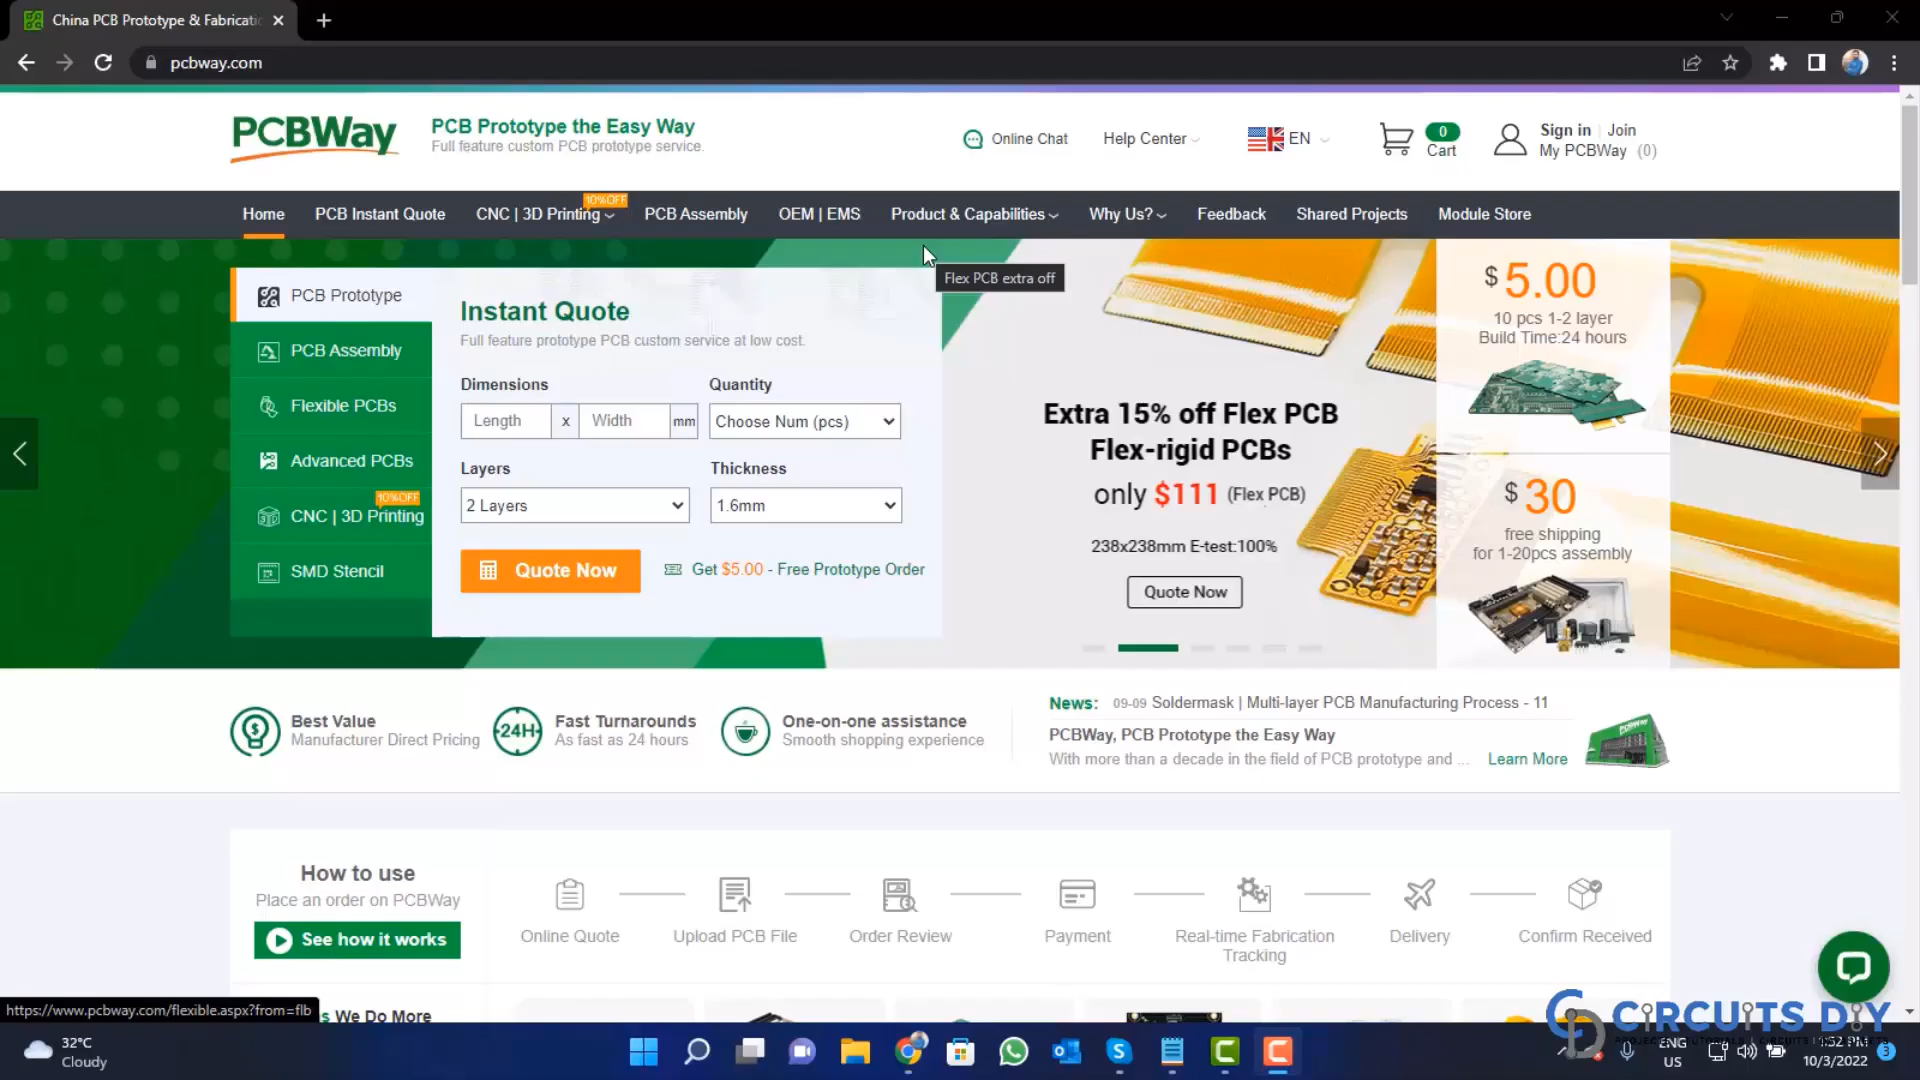 China PCB Prototype & Fabricati
pcbway.com
PCBWay
PCB Prototype the Easy Way
Full feature custom PCB prototype service.
Online Chat
Help Center
EN
0
Cart
Sign in | Join
My PCBWay (0)
Home
PCB Instant Quote
CNC | 3D Printing
10%OFF
PCB Assembly
OEM | EMS
Product & Capabilities
Why Us?
Feedback
Shared Projects
Module Store
Flex PCB extra off
PCB Prototype
PCB Assembly
Flexible PCBs
Advanced PCBs
10%OFF
CNC | 3D Printing
SMD Stencil
Instant Quote
Full feature prototype PCB custom service at low cost.
Dimensions
Quantity
Length x Width mm
Choose Num (pcs)
Layers
Thickness
2 Layers
1.6mm
Quote Now
Get $5.00 - Free Prototype Order
Extra 15% off Flex PCB
Flex-rigid PCBs
only $111 (Flex PCB)
238x238mm E-test:100%
Quote Now
$5.00
10 pcs 1-2 layer
Build Time:24 hours
$30
free shipping
for 1-20pcs assembly
Best Value
Manufacturer Direct Pricing
24H
Fast Turnarounds
As fast as 24 hours
One-on-one assistance
Smooth shopping experience
News: 09-09 Soldermask | Multi-layer PCB Manufacturing Process - 11
PCBWay, PCB Prototype the Easy Way
With more than a decade in the field of PCB prototype and ...
Learn More
How to use
Place an order on PCBWay
See how it works
Online Quote
Upload PCB File
Order Review
Payment
Real-time Fabrication
Tracking
Delivery
Confirm Received
https://www.pcbway.com/flexible.aspx?from=flb
s We Do More
CiRCUiTS DiY
32°C
Cloudy
ENG
US
1:52 PM
10/3/2022
3